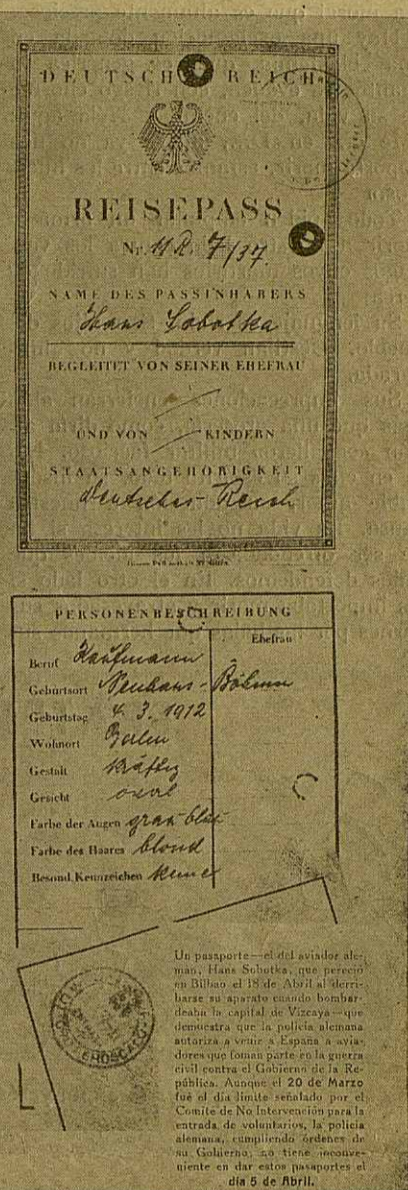 DEUTSCHES REICH
REISEPASS
Nr. 11 R 7/37
NAME DES PASSINHABERS
Hans Sobotka
BEGLEITET VON SEINER EHEFRAU
UND VON KINDERN
STAATSANGEHÖRIGKEIT
Deutsches-Reich
PERSONENBESCHREIBUNG
Ehefrau
Beruf Kaufmann
Geburtsort Neuhaus - Böhmen
Geburtstag 4. 3. 1912
Wohnort Berlin
Gestalt kräftig
Gesicht oval
Farbe der Augen grau-blau
Farbe des Haares blond
Besond. Kennzeichen keine
Un pasaporte—el del aviador ale-
mán, Hans Sobotka, que pereció
en Bilbao el 18 de Abril al derri-
barse su aparato cuando bombar-
deaba la capital de Vizcaya—que
demuestra que la policía alemana
autoriza a venir a España a avia-
dores que toman parte en la guerra
civil contra el Gobierno de la Re-
pública. Aunque el 20 de Marzo
fué el día límite señalado por el
Comité de No Intervención para la
entrada de voluntarios, la policía
alemana, cumpliendo órdenes de
su Gobierno, no tiene inconve-
niente en dar estos pasaportes el
día 5 de Abril.